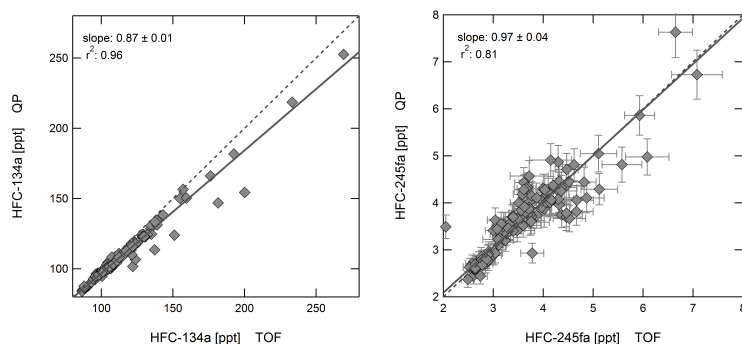 slope: 0.87 ± 0.01
r²: 0.96
HFC-134a [ppt] QP
250
200
150
100
100
150
200
250
HFC-134a [ppt] TOF
slope: 0.97 ± 0.04
r²: 0.81
HFC-245fa [ppt] QP
8
7
6
5
4
3
2
2
3
4
5
6
7
8
HFC-245fa [ppt] TOF